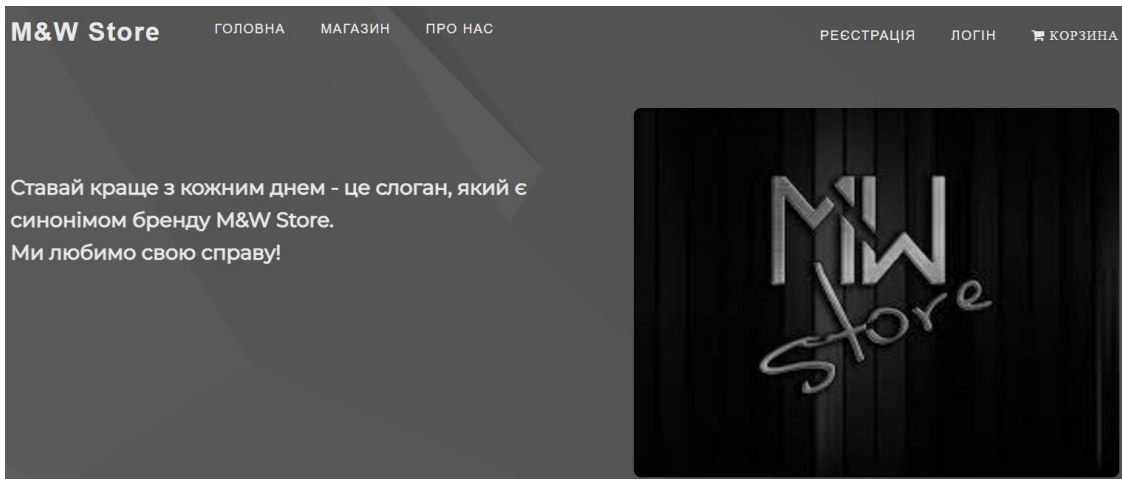 M&W Store ГОЛОВНА МАГАЗИН ПРО НАС РЕЄСТРАЦІЯ ЛОГІН КОРЗИНА
Ставай краще з кожним днем - це слоган, який є
синонімом бренду M&W Store.
Ми любимо свою справу!
MW
store